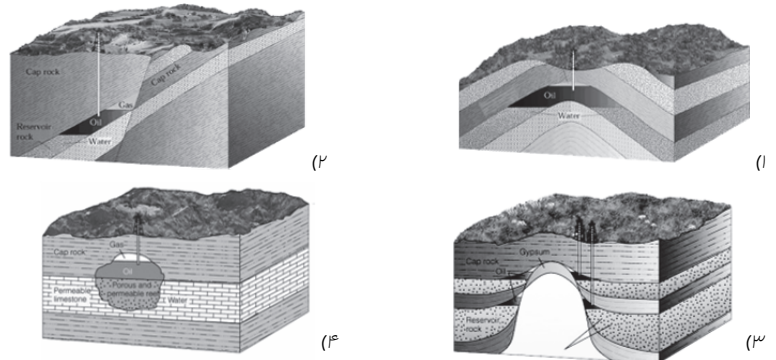 Oil
Water
(۱
Cap rock
Cap rock
Gas
Oil
Reservoir
rock
Water
(۲
Gypsum
Cap rock
Oil
Reservoir
rock
(۳
Gas
Cap rock
Oil
Porous and
permeable reef
Permeable
limestone
Water
(۴